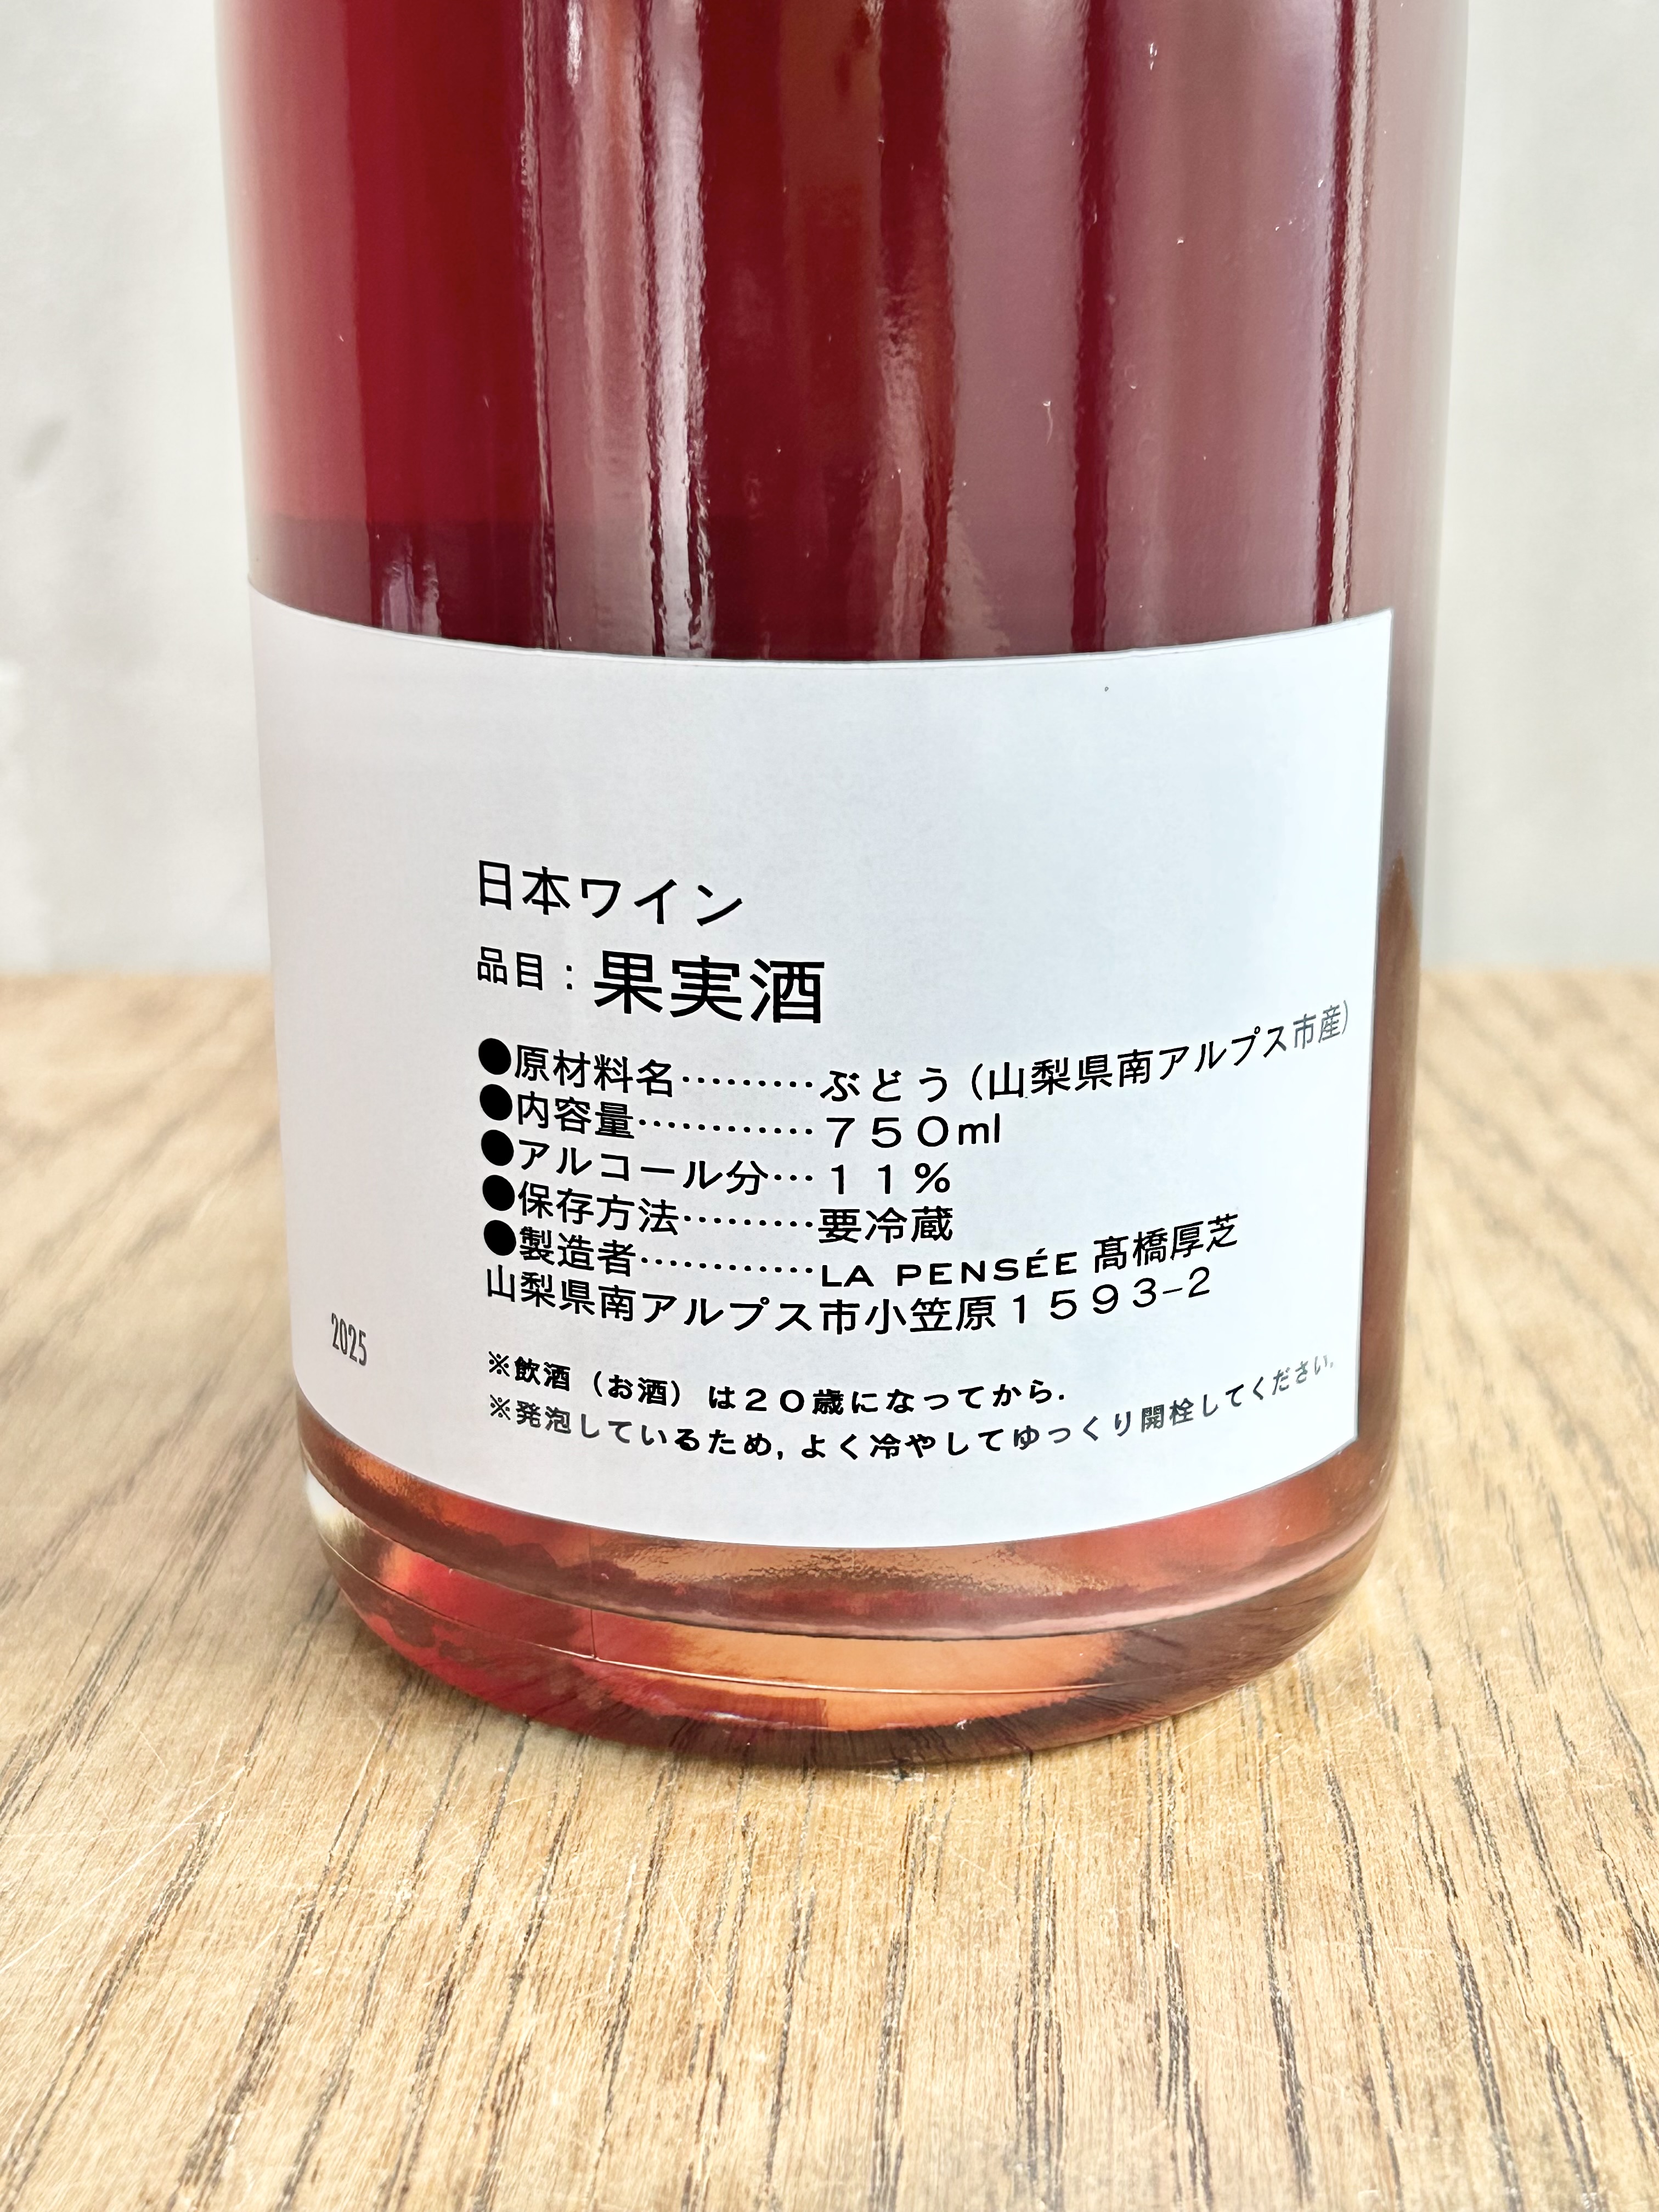 日本ワイン
品目：果実酒
●原材料名………ぶどう(山梨県南アルプス市産)
●内容量…………７５０ml
●アルコール分…１１％
●保存方法………要冷蔵
●製造者…………LA PENSÉE 髙橋厚芝
山梨県南アルプス市小笠原１５９３−２
2025
※飲酒（お酒）は２０歳になってから.
※発泡しているため,よく冷やしてゆっくり開栓してください.